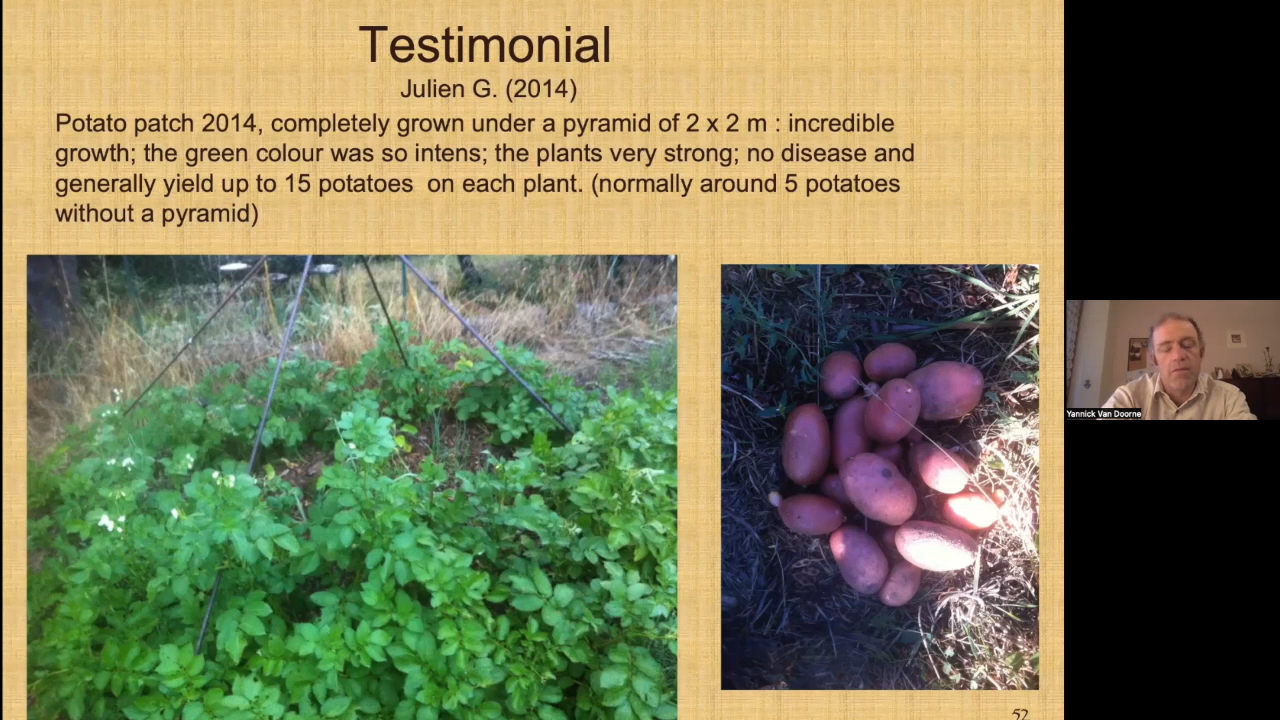 Testimonial
Julien G. (2014)
Potato patch 2014, completely grown under a pyramid of 2 x 2 m : incredible
growth; the green colour was so intens; the plants very strong; no disease and
generally yield up to 15 potatoes  on each plant. (normally around 5 potatoes
without a pyramid)
Yannick Van Doorne
52